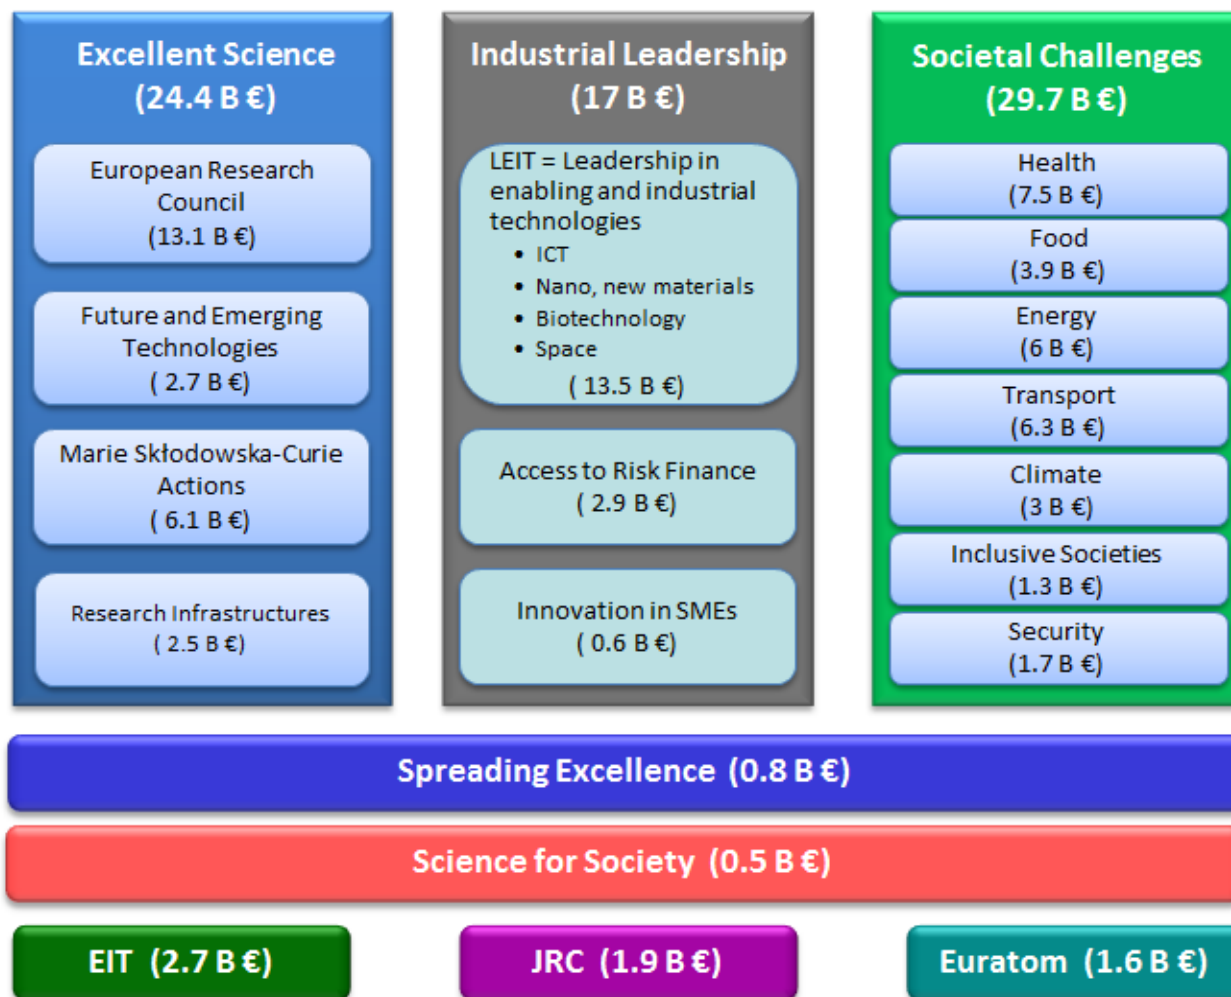 Excellent Science
(24.4 B €)
European Research
Council
(13.1 B €)
Future and Emerging
Technologies
( 2.7 B €)
Marie Skłodowska-Curie
Actions
( 6.1 B €)
Research Infrastructures
( 2.5 B €)
Industrial Leadership
(17 B €)
LEIT = Leadership in
enabling and industrial
technologies
• ICT
• Nano, new materials
• Biotechnology
• Space
( 13.5 B €)
Access to Risk Finance
( 2.9 B €)
Innovation in SMEs
( 0.6 B €)
Societal Challenges
(29.7 B €)
Health
(7.5 B €)
Food
(3.9 B €)
Energy
(6 B €)
Transport
(6.3 B €)
Climate
(3 B €)
Inclusive Societies
(1.3 B €)
Security
(1.7 B €)
Spreading Excellence (0.8 B €)
Science for Society (0.5 B €)
EIT (2.7 B €)
JRC (1.9 B €)
Euratom (1.6 B €)